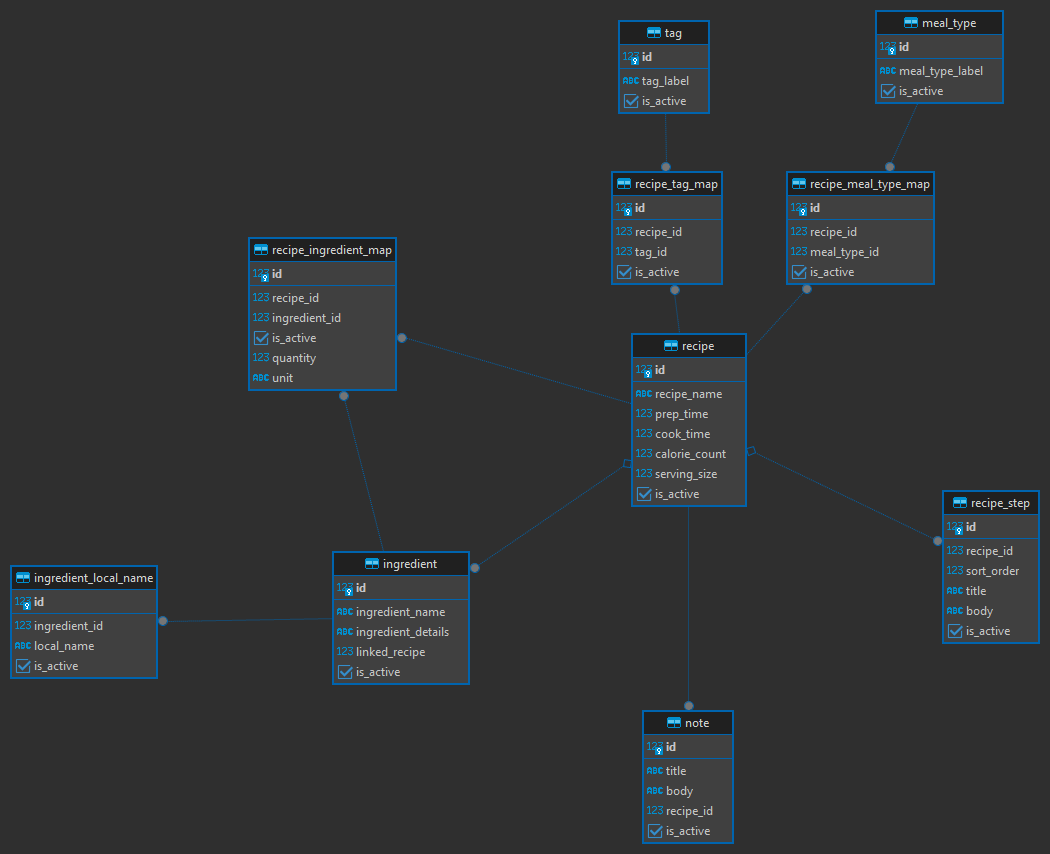 tag
123 id
ABC tag_label
is_active
meal_type
123 id
ABC meal_type_label
is_active
recipe_tag_map
123 id
123 recipe_id
123 tag_id
is_active
recipe_meal_type_map
123 id
123 recipe_id
123 meal_type_id
is_active
recipe_ingredient_map
123 id
123 recipe_id
123 ingredient_id
is_active
123 quantity
ABC unit
recipe
123 id
ABC recipe_name
123 prep_time
123 cook_time
123 calorie_count
123 serving_size
is_active
recipe_step
123 id
123 recipe_id
123 sort_order
ABC title
ABC body
is_active
ingredient
123 id
ABC ingredient_name
ABC ingredient_details
123 linked_recipe
is_active
ingredient_local_name
123 id
123 ingredient_id
ABC local_name
is_active
note
123 id
ABC title
ABC body
123 recipe_id
is_active